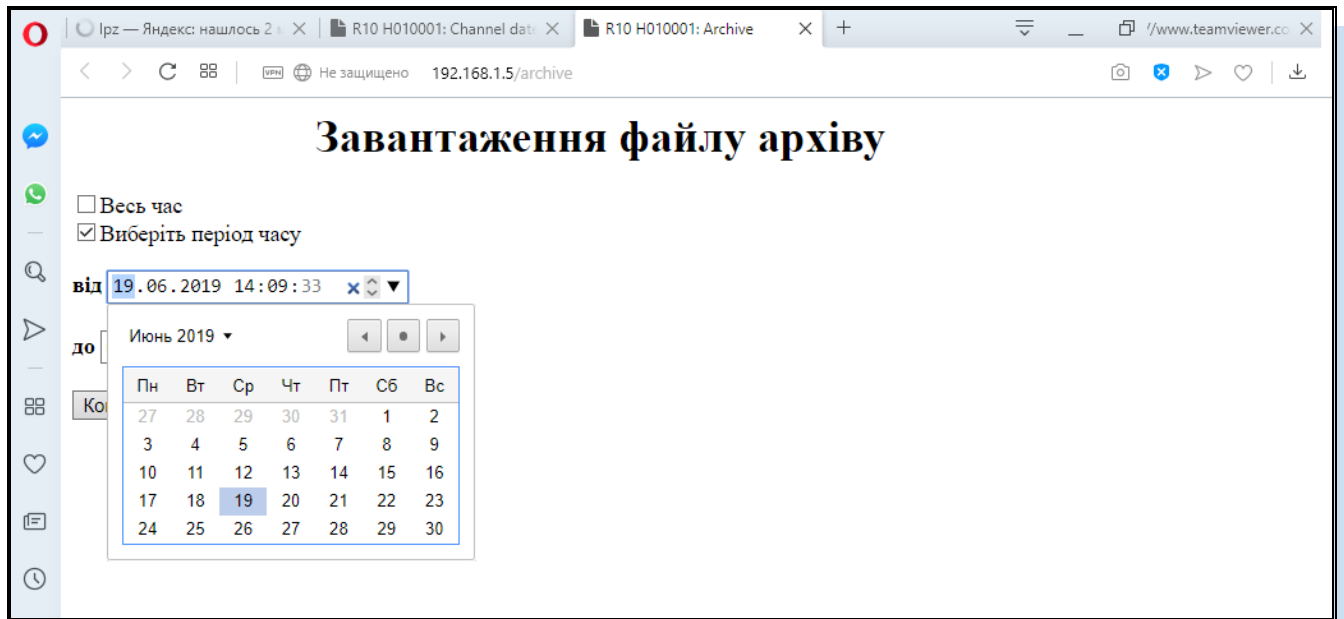 lpz — Яндекс: нашлось 2 R10 H010001: Channel date R10 H010001: Archive //www.teamviewer.co
VPN Не защищено 192.168.1.5/archive
Завантаження файлу архіву
Весь час
Виберіть період часу
від 19.06.2019 14:09:33
Июнь 2019
до
Пн Вт Ср Чт Пт Сб Вс
Ко
27 28 29 30 31 1 2
3 4 5 6 7 8 9
10 11 12 13 14 15 16
17 18 19 20 21 22 23
24 25 26 27 28 29 30